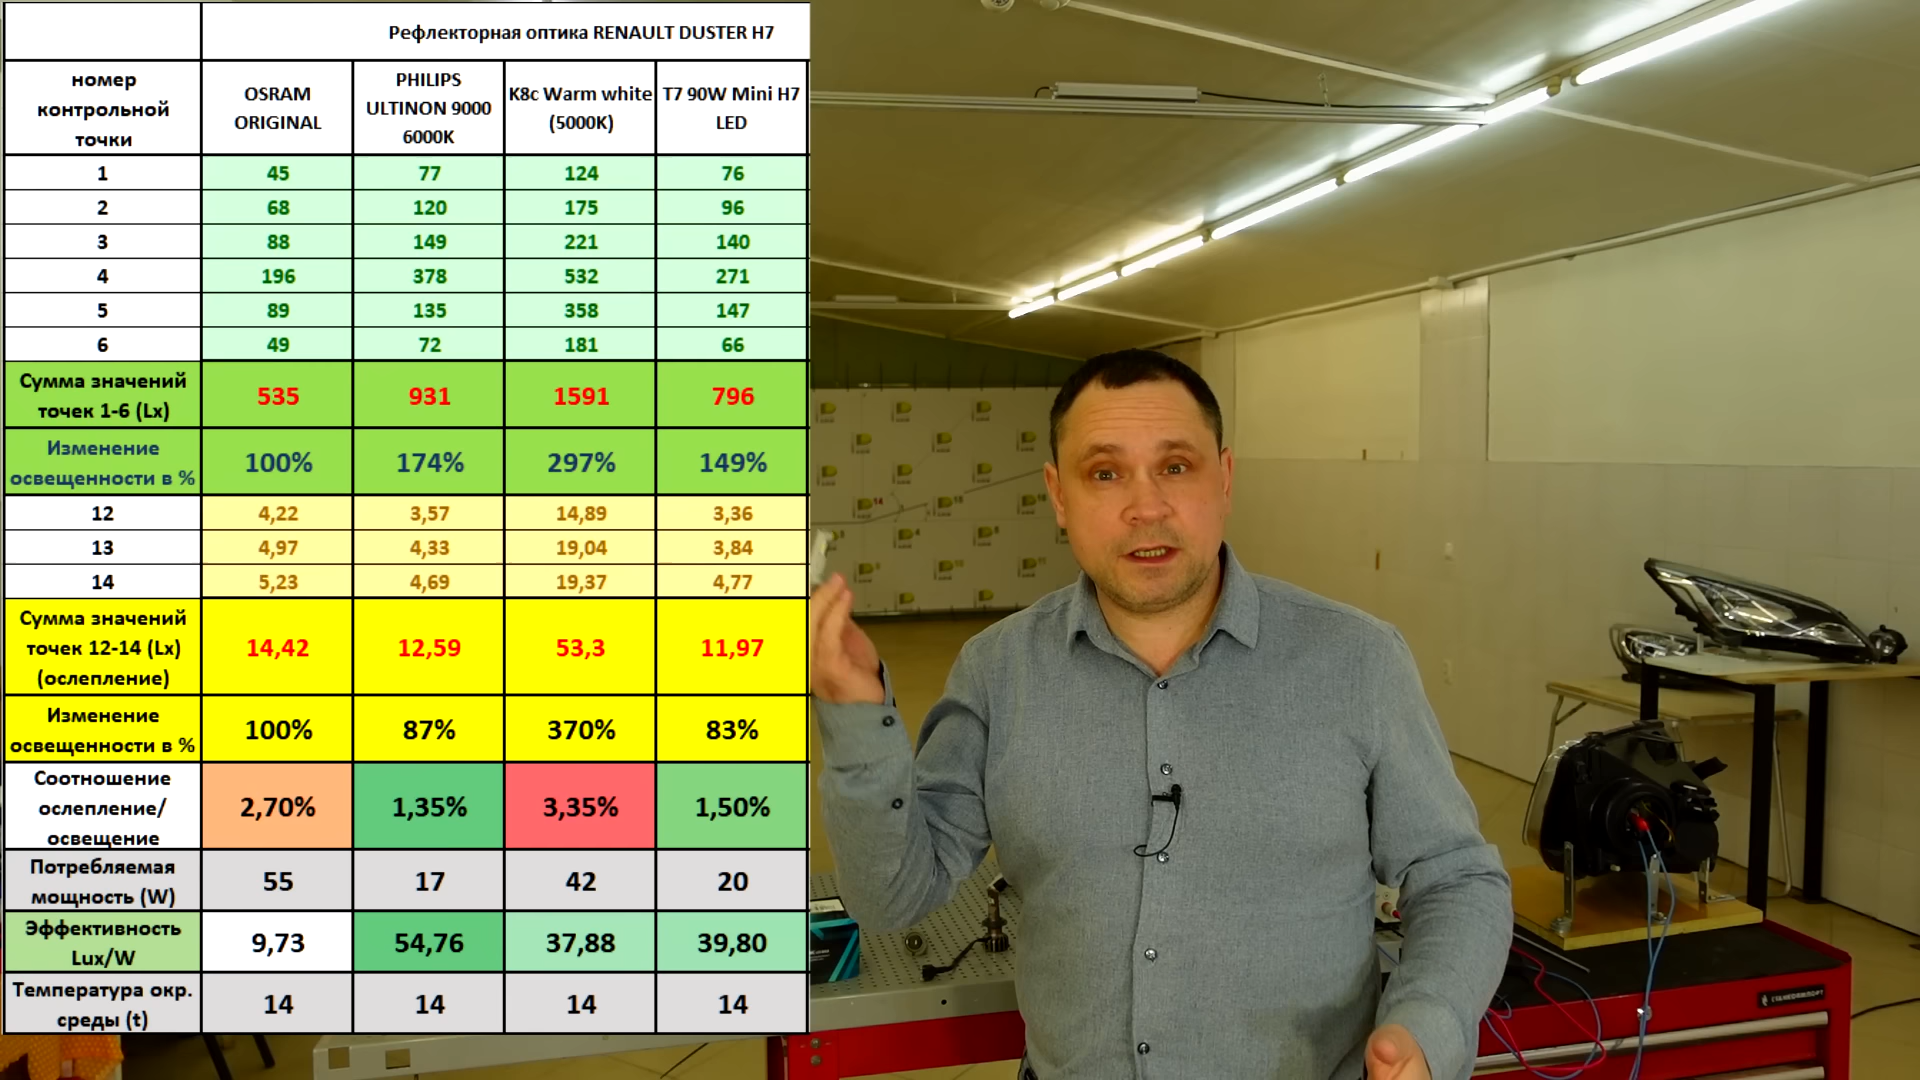 Рефлекторная оптика RENAULT DUSTER H7
номер
контрольной
точки
OSRAM
ORIGINAL
PHILIPS
ULTINON 9000
6000K
K8c Warm white
(5000K)
T7 90W Mini H7
LED
1 45 77 124 76
2 68 120 175 96
3 88 149 221 140
4 196 378 532 271
5 89 135 358 147
6 49 72 181 66
Сумма значений
точек 1-6 (Lx)
535 931 1591 796
Изменение
освещенности в %
100% 174% 297% 149%
12 4,22 3,57 14,89 3,36
13 4,97 4,33 19,04 3,84
14 5,23 4,69 19,37 4,77
Сумма значений
точек 12-14 (Lx)
(ослепление)
14,42 12,59 53,3 11,97
Изменение
освещенности в %
100% 87% 370% 83%
Соотношение
ослепление/
освещение
2,70% 1,35% 3,35% 1,50%
Потребляемая
мощность (W)
55 17 42 20
Эффективность
Lux/W
9,73 54,76 37,88 39,80
Температура окр.
среды (t)
14 14 14 14
14
СТАНКОИМПОРТ